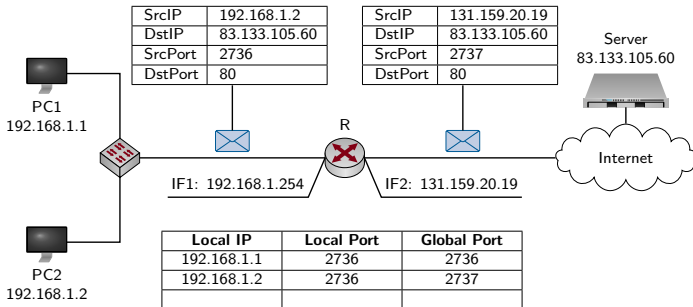 SrcIP 192.168.1.2
DstIP 83.133.105.60
SrcPort 2736
DstPort 80
SrcIP 131.159.20.19
DstIP 83.133.105.60
SrcPort 2737
DstPort 80
Server
83.133.105.60
PC1
192.168.1.1
R
Internet
IF1: 192.168.1.254
IF2: 131.159.20.19
PC2
192.168.1.2
Local IP Local Port Global Port
192.168.1.1 2736 2736
192.168.1.2 2736 2737